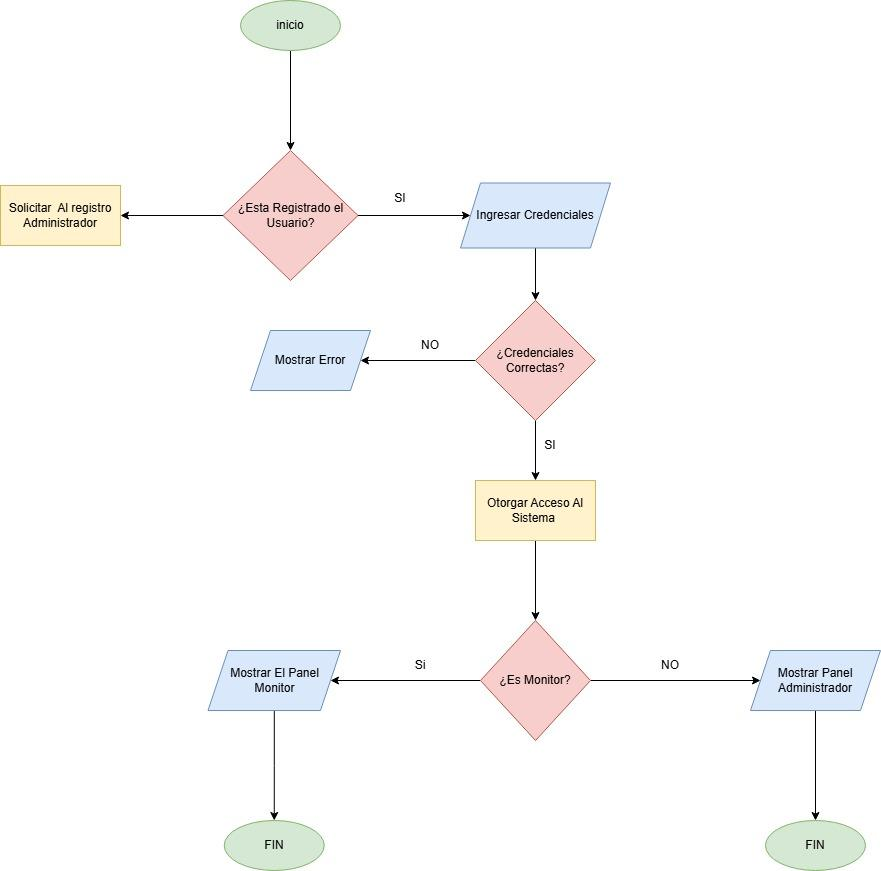 inicio
¿Esta Registrado el
Usuario?
Solicitar Al registro
Administrador
SI
Ingresar Credenciales
¿Credenciales
Correctas?
NO
Mostrar Error
SI
Otorgar Acceso Al
Sistema
¿Es Monitor?
Si
Mostrar El Panel
Monitor
NO
Mostrar Panel
Administrador
FIN
FIN